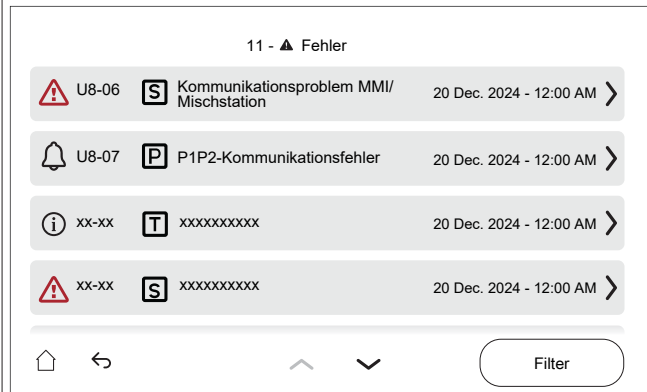 11 - ⚠ Fehler
U8-06 S Kommunikationsproblem MMI/
Mischstation 20 Dec. 2024 - 12:00 AM
U8-07 P P1P2-Kommunikationsfehler 20 Dec. 2024 - 12:00 AM
xx-xx T xxxxxxxxxx 20 Dec. 2024 - 12:00 AM
xx-xx S xxxxxxxxxx 20 Dec. 2024 - 12:00 AM
Filter